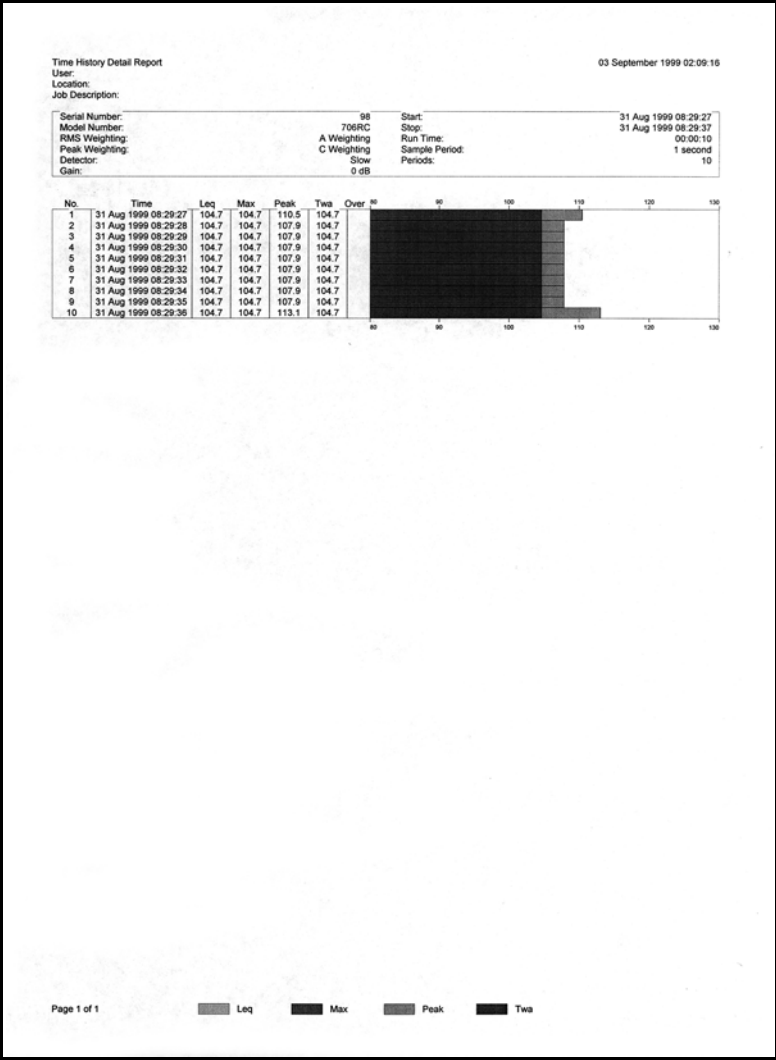 Time History Detail Report 03 September 1999 02:09:16
User:
Location:
Job Description:
Serial Number: 98 Start: 31 Aug 1999 08:29:27
Model Number: 706RC Stop: 31 Aug 1999 08:29:37
RMS Weighting: A Weighting Run Time: 00:00:10
Peak Weighting: C Weighting Sample Period: 1 second
Detector: Slow Periods: 10
Gain: 0 dB
No. Time Leq Max Peak Twa Over 80 90 100 110 120 130
1 31 Aug 1999 08:29:27 104.7 104.7 110.5 104.7
2 31 Aug 1999 08:29:28 104.7 104.7 107.9 104.7
3 31 Aug 1999 08:29:29 104.7 104.7 107.9 104.7
4 31 Aug 1999 08:29:30 104.7 104.7 107.9 104.7
5 31 Aug 1999 08:29:31 104.7 104.7 107.9 104.7
6 31 Aug 1999 08:29:32 104.7 104.7 107.9 104.7
7 31 Aug 1999 08:29:33 104.7 104.7 107.9 104.7
8 31 Aug 1999 08:29:34 104.7 104.7 107.9 104.7
9 31 Aug 1999 08:29:35 104.7 104.7 107.9 104.7
10 31 Aug 1999 08:29:36 104.7 104.7 113.1 104.7
80 90 100 110 120 130
Page 1 of 1 Leq Max Peak Twa